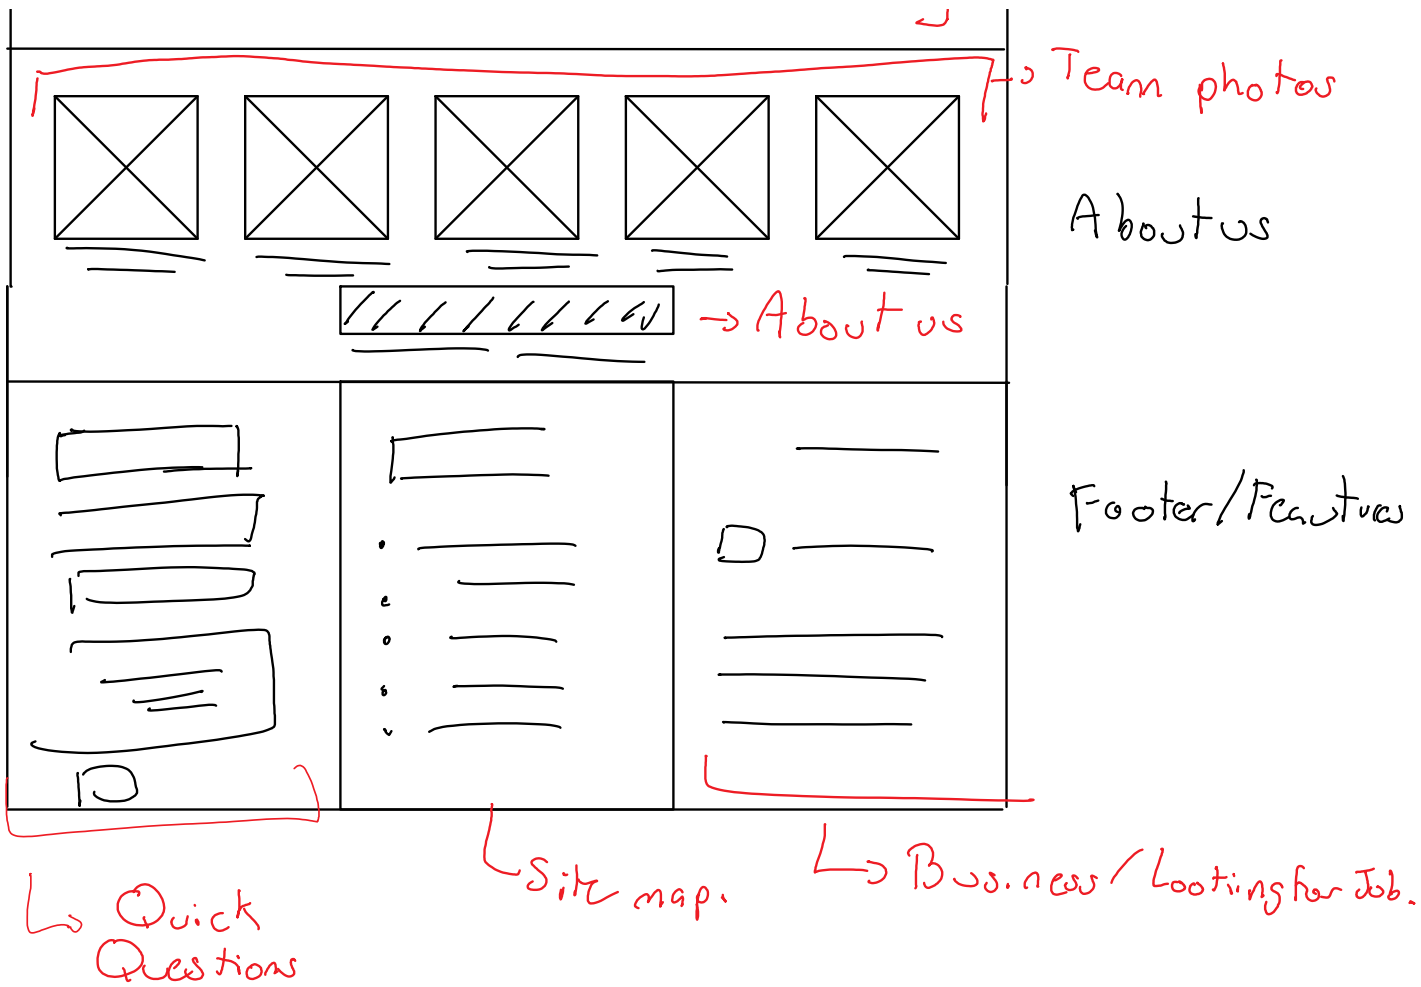 Team photos
About us
About us
Footer/Features
Site map.
Business/Looking for Job.
Quick
Questions